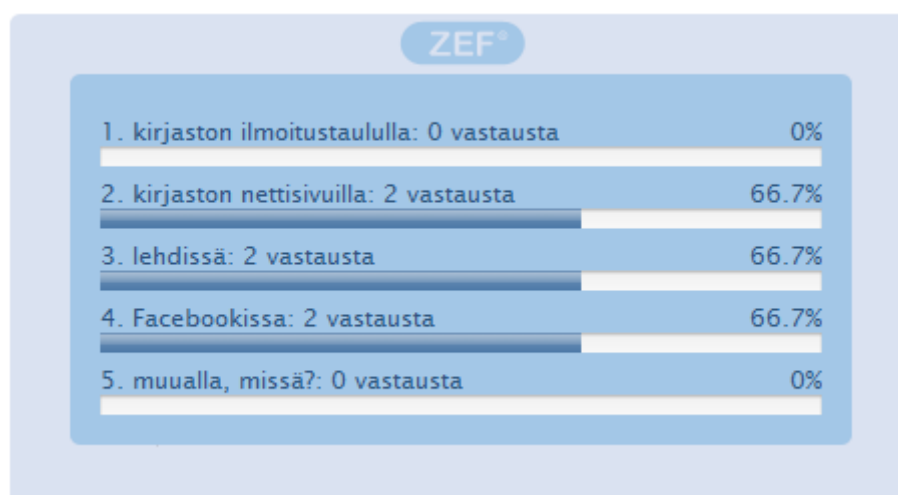 ZEF®
1. kirjaston ilmoitustaululla: 0 vastausta 0%
2. kirjaston nettisivuilla: 2 vastausta 66.7%
3. lehdissä: 2 vastausta 66.7%
4. Facebookissa: 2 vastausta 66.7%
5. muualla, missä?: 0 vastausta 0%